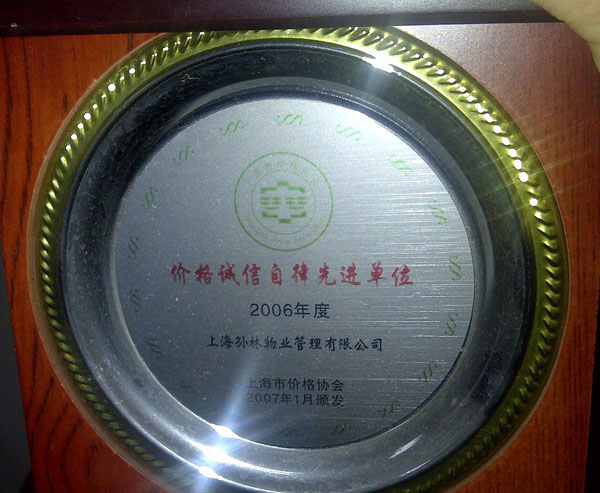 价格诚信自律先进单位
2006年度
上海孙林物业管理有限公司
上海市价格协会
2007年1月颁发